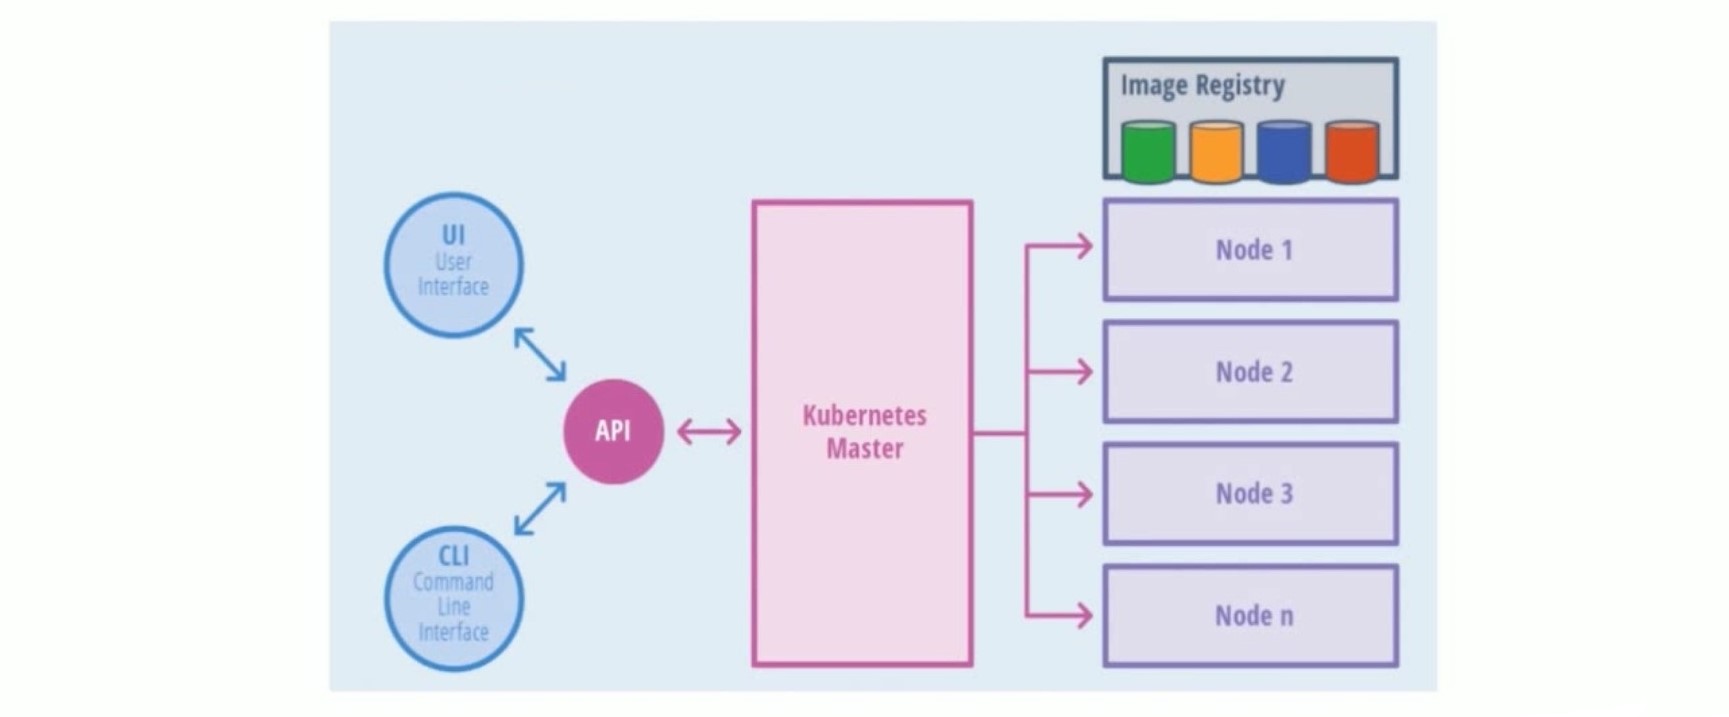 Image Registry
UI
User
Interface
API
CLI
Command
Line
Interface
Kubernetes
Master
Node 1
Node 2
Node 3
Node n